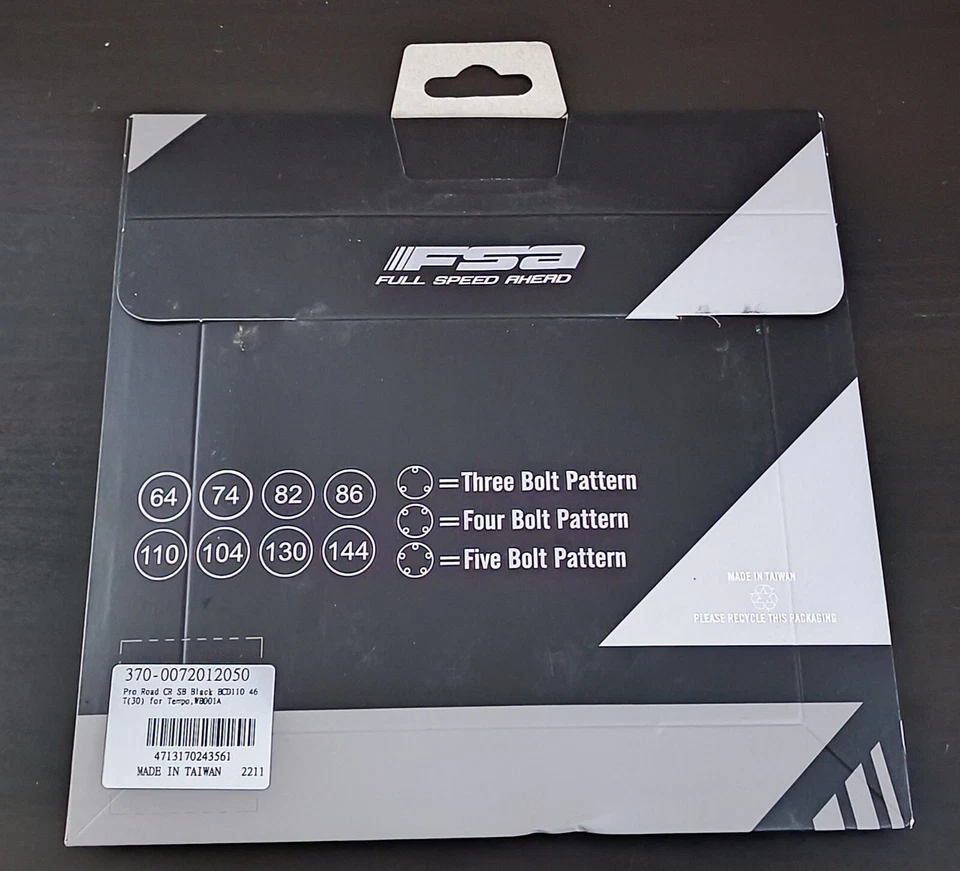 FSA
FULL SPEED AHEAD
64 74 82 86
110 104 130 144
=Three Bolt Pattern
=Four Bolt Pattern
=Five Bolt Pattern
MADE IN TAIWAN
PLEASE RECYCLE THIS PACKAGING
370-0072012050
Pro Road CR SB Black BCD110 46
T(30) for Tempo,WB001A
4713170243561
MADE IN TAIWAN 2211